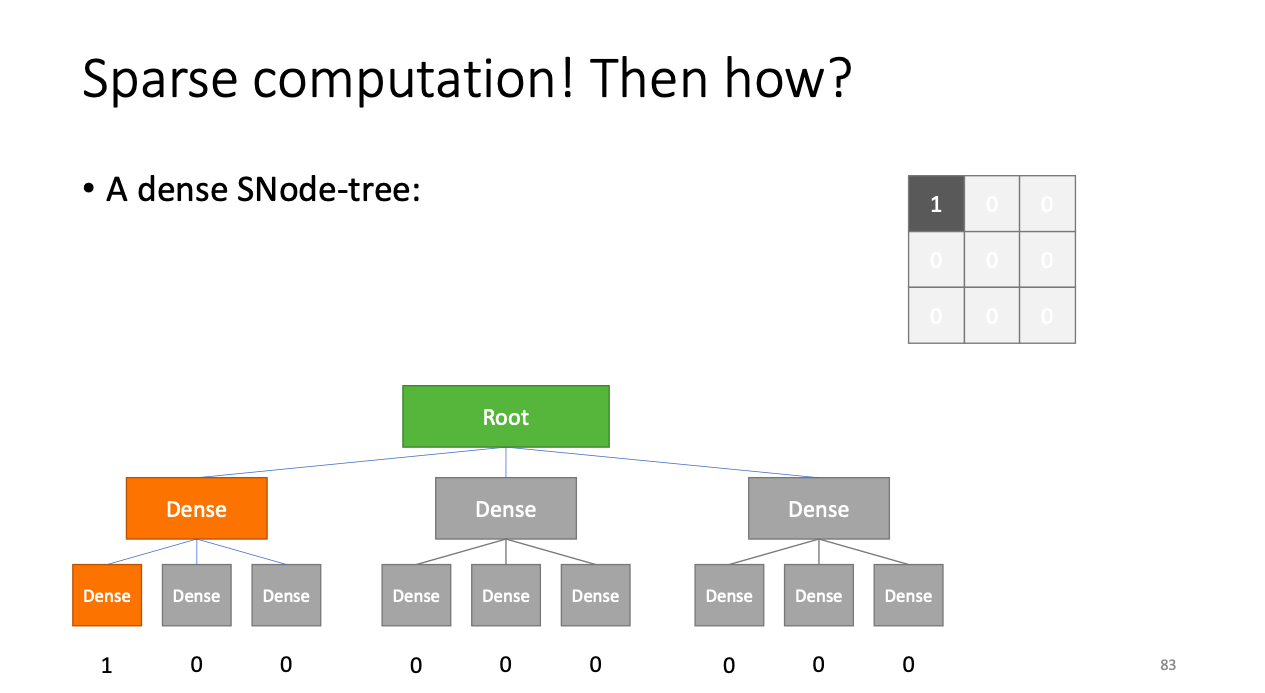 Sparse computation! Then how?
• A dense SNode-tree:
1 0 0
0 0 0
0 0 0
Root
Dense Dense Dense
Dense Dense Dense Dense Dense Dense Dense Dense Dense
1 0 0 0 0 0 0 0 0
83